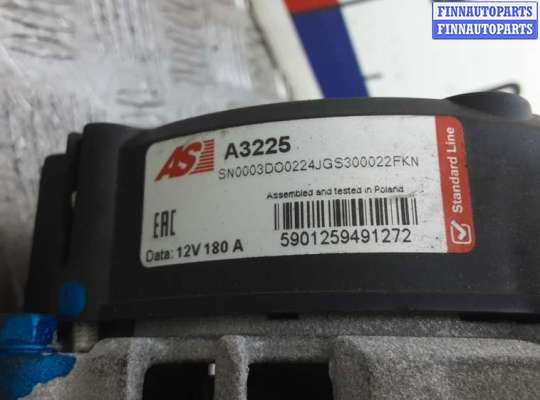 FINNAUTOPARTS
FINNAUTOPARTS
AS
A3225
SN0003DO0224JGS300022FKN
Assembled and tested in Poland
EAC
Data: 12V 180 A
5901259491272
Standard Line